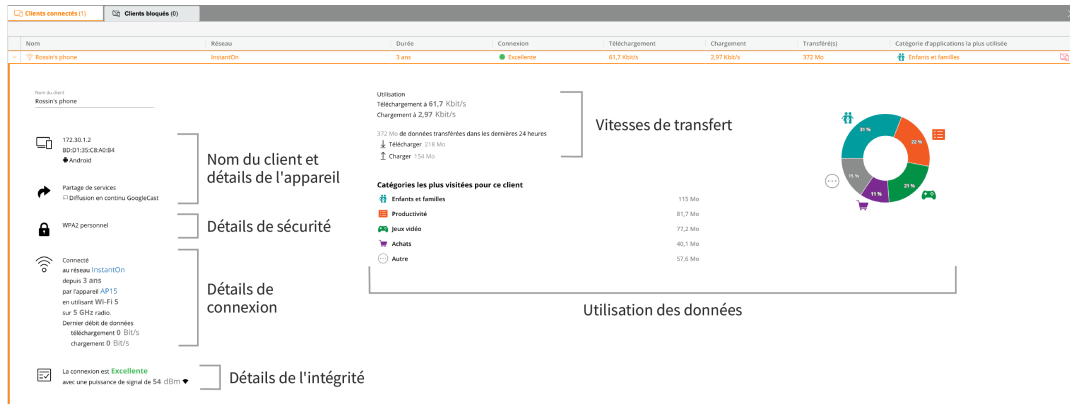 Clients connectés (1) Clients bloqués (0)
Nom Réseau Durée Connexion Téléchargement Chargement Transféré(s) Catégorie d'applications la plus utilisée
Rossin's phone InstantOn 3 ans Excellente 61,7 Kbit/s 2,97 Kbit/s 372 Mo Enfants et familles
Nom du client
Rossin's phone
172.30.1.2
BD:D1:35:C8:A0:B4
Android
Partage de services
Diffusion en continu GoogleCast
Nom du client et
détails de l'appareil
WPA2 personnel
Détails de sécurité
Connecté
au réseau InstantOn
depuis 3 ans
par l'appareil AP15
en utilisant Wi-Fi 5
sur 5 GHz radio.
Dernier débit de données
téléchargement 0 Bit/s
chargement 0 Bit/s
Détails de
connexion
La connexion est Excellente
avec une puissance de signal de 54 dBm
Détails de l'intégrité
Utilisation
Téléchargement à 61,7 Kbit/s
Chargement à 2,97 Kbit/s
372 Mo de données transférées dans les dernières 24 heures
Télécharger 218 Mo
Charger 154 Mo
Vitesses de transfert
Catégories les plus visitées pour ce client
Enfants et familles 115 Mo
Productivité 81,7 Mo
Jeux vidéo 77,2 Mo
Achats 40,1 Mo
Autre 57,6 Mo
31 %
22 %
21 %
11 %
15 %
Utilisation des données